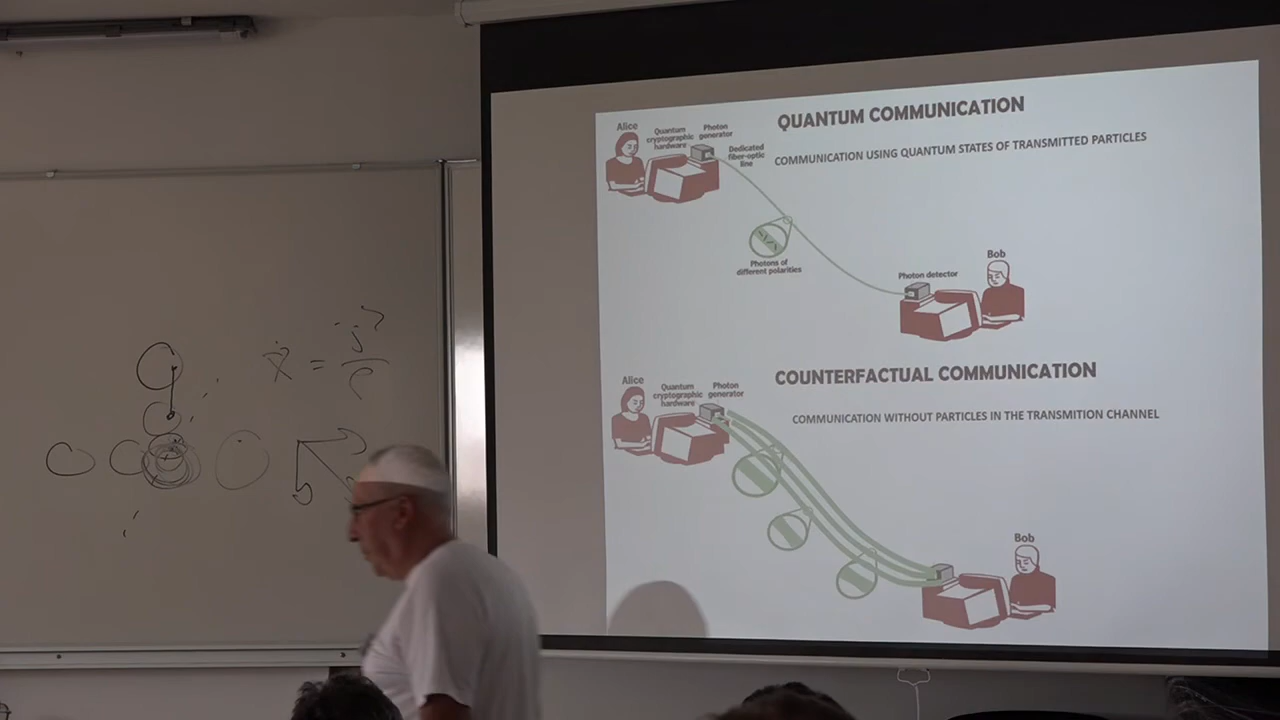 QUANTUM COMMUNICATION
COMMUNICATION USING QUANTUM STATES OF TRANSMITTED PARTICLES
Alice
Quantum
cryptographic
hardware
Photon
generator
Dedicated
fiber-optic
line
Photons of
different polarities
Photon detector
Bob
COUNTERFACTUAL COMMUNICATION
COMMUNICATION WITHOUT PARTICLES IN THE TRANSMITION CHANNEL
Alice
Quantum
cryptographic
hardware
Photon
generator
Bob